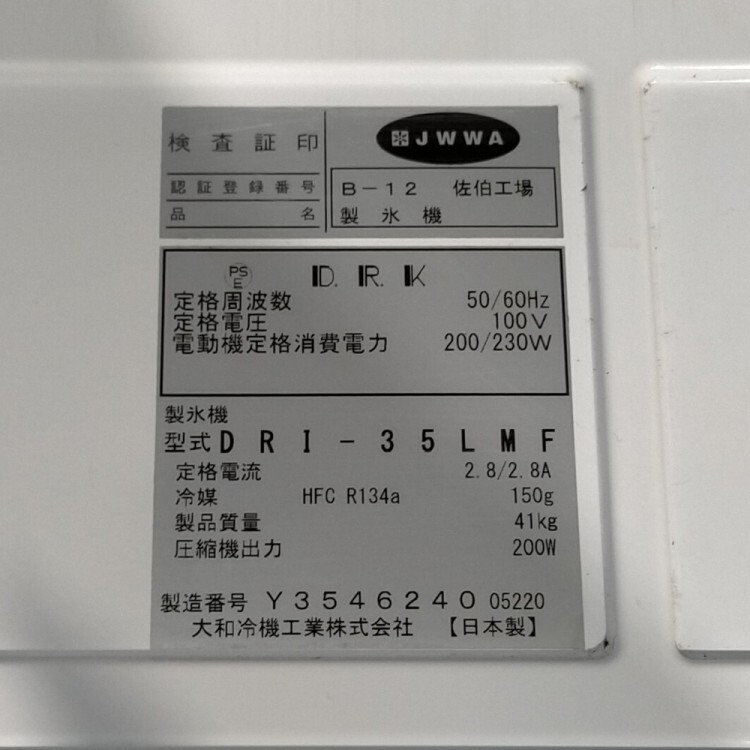 検査証印
JWWA
認証登録番号
B-12 佐伯工場
品名
製氷機
PS
E
D.R.K
定格周波数 50/60Hz
定格電圧 100V
電動機定格消費電力 200/230W
製氷機
型式DRI-35LMF
定格電流 2.8/2.8A
冷媒 HFC R134a 150g
製品質量 41kg
圧縮機出力 200W
製造番号 Y3546240 05220
大和冷機工業株式会社 【日本製】